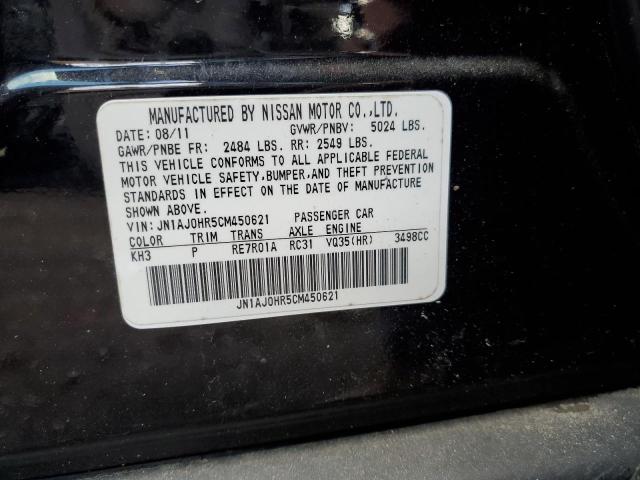 MANUFACTURED BY NISSAN MOTOR CO.,LTD.
DATE: 08/11 GVWR/PNBV: 5024 LBS.
GAWR/PNBE FR: 2484 LBS. RR: 2549 LBS.
THIS VEHICLE CONFORMS TO ALL APPLICABLE FEDERAL
MOTOR VEHICLE SAFETY,BUMPER,AND THEFT PREVENTION
STANDARDS IN EFFECT ON THE DATE OF MANUFACTURE
SHOWN ABOVE.
VIN: JN1AJ0HR5CM450621 PASSENGER CAR
COLOR TRIM TRANS AXLE ENGINE
KH3 P RE7R01A RC31 VQ35(HR) 3498CC
JN1AJ0HR5CM450621